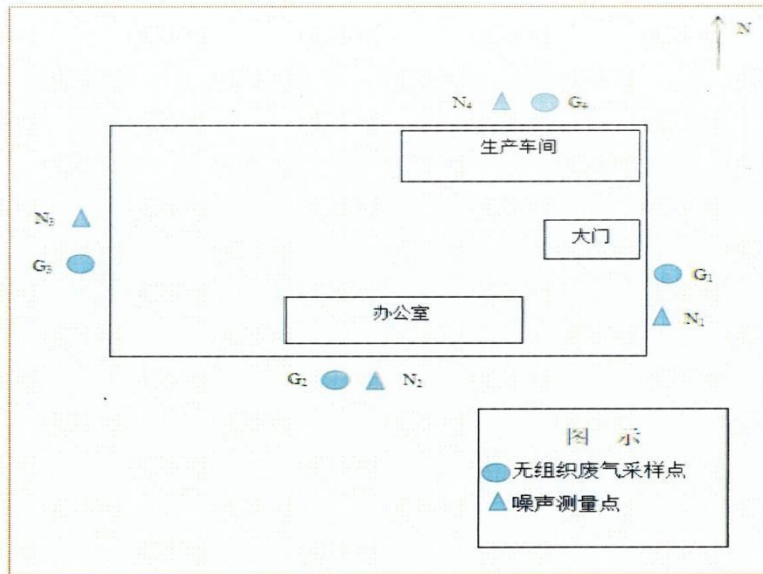 N
N₄ G₄
生产车间
N₃
大门
G₃
G₁
办公室
N₁
G₂ N₂
图 示
无组织废气采样点
噪声测量点